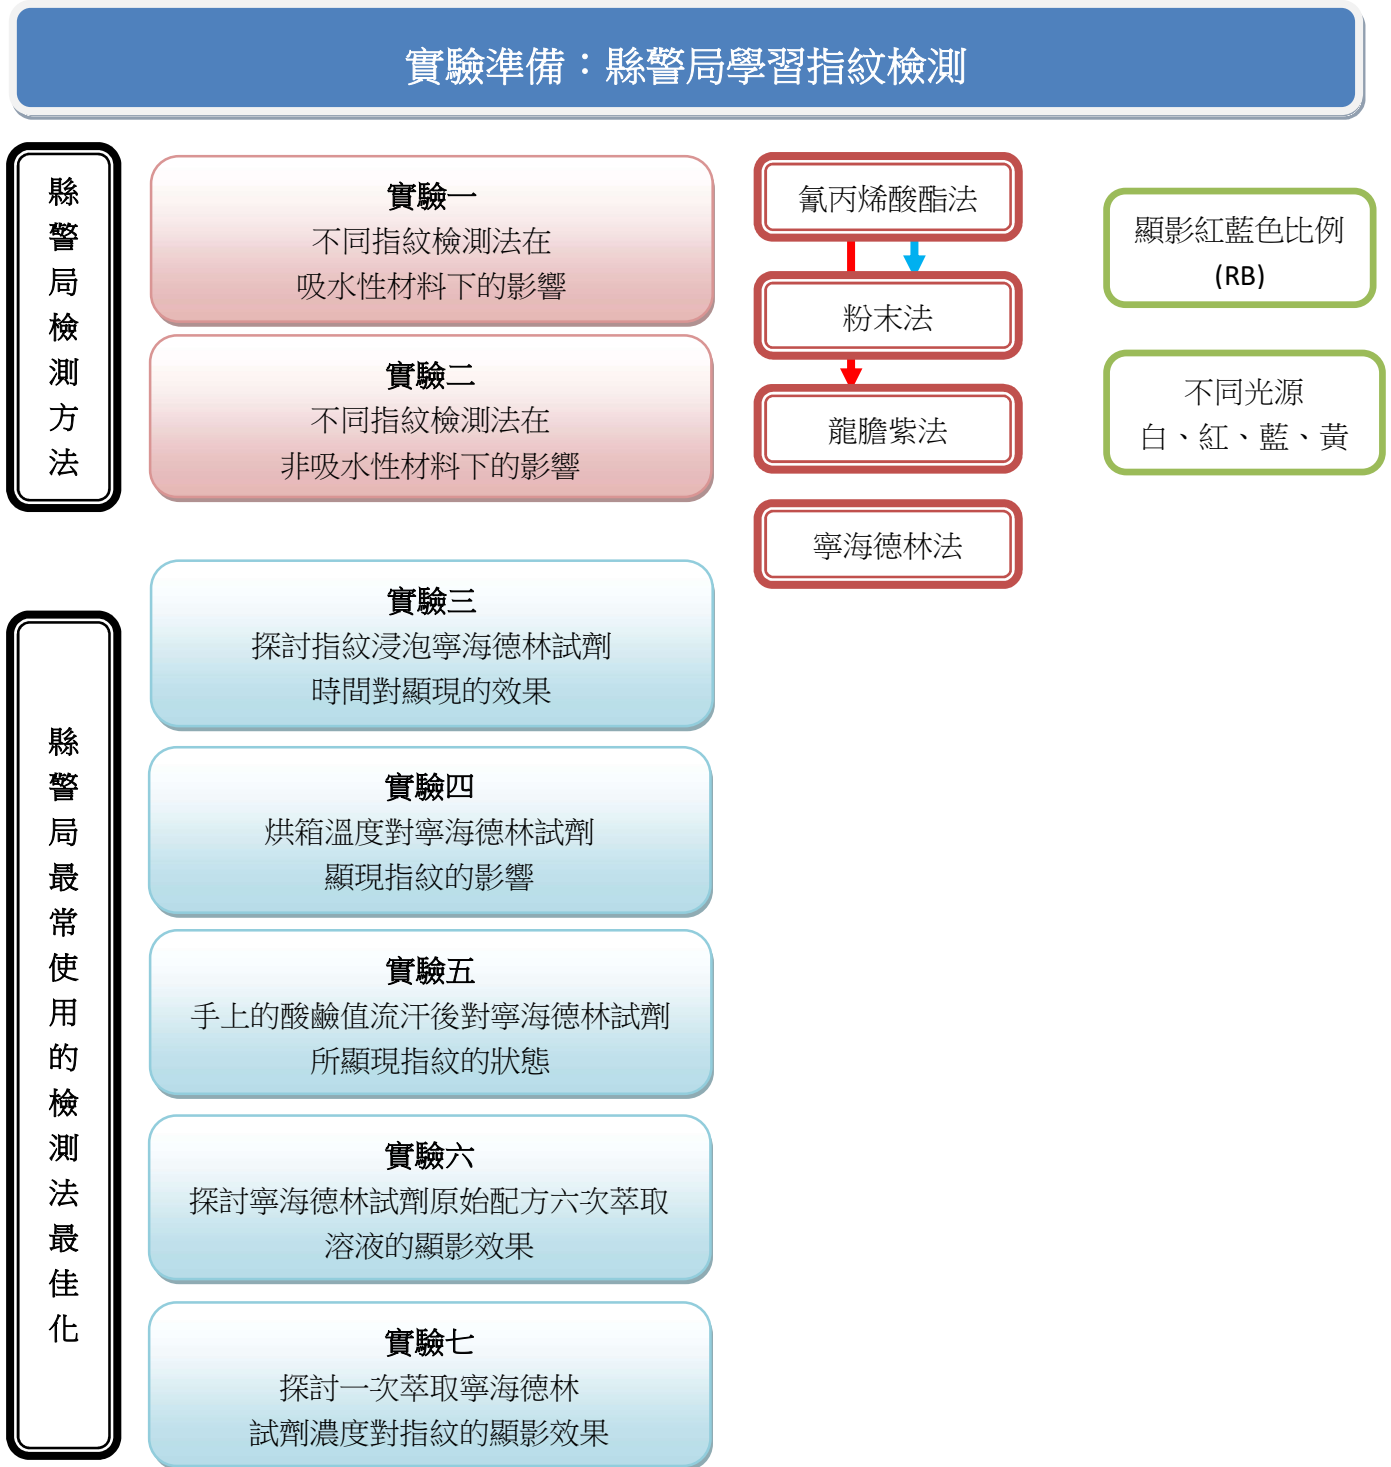 實驗準備：縣警局學習指紋檢測
縣警局檢測方法
實驗一
不同指紋檢測法在
吸水性材料下的影響
實驗二
不同指紋檢測法在
非吸水性材料下的影響
氰丙烯酸酯法
粉末法
龍膽紫法
寧海德林法
顯影紅藍色比例
(RB)
不同光源
白、紅、藍、黃
縣警局最常使用的檢測法最佳化
實驗三
探討指紋浸泡寧海德林試劑
時間對顯現的效果
實驗四
烘箱溫度對寧海德林試劑
顯現指紋的影響
實驗五
手上的酸鹼值流汗後對寧海德林試劑
所顯現指紋的狀態
實驗六
探討寧海德林試劑原始配方六次萃取
溶液的顯影效果
實驗七
探討一次萃取寧海德林
試劑濃度對指紋的顯影效果